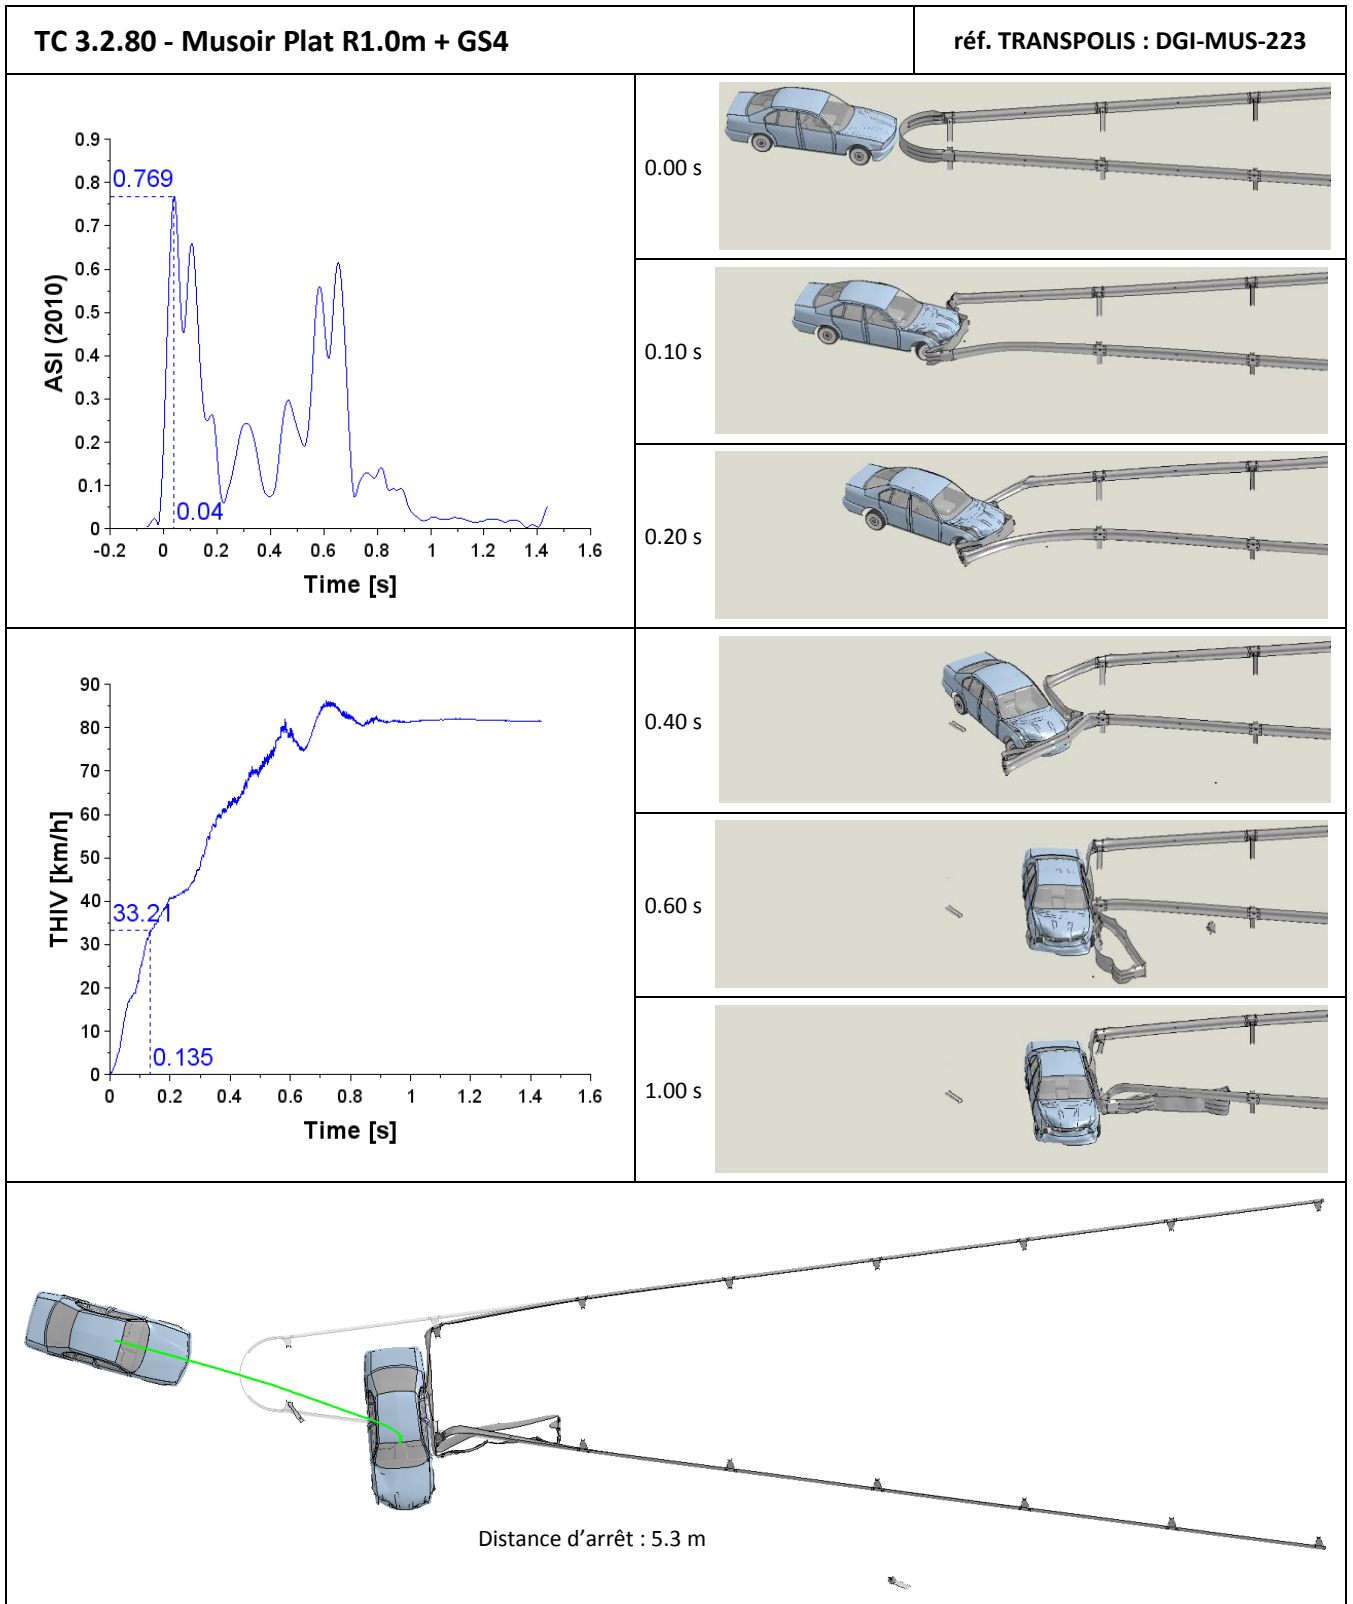 TC 3.2.80 - Musoir Plat R1.0m + GS4
réf. TRANSPOLIS : DGI-MUS-223
0.9
0.8
0.7
0.6
0.5
0.4
0.3
0.2
0.1
0
0.769
0.04
ASI (2010)
-0.2 0 0.2 0.4 0.6 0.8 1 1.2 1.4 1.6
Time [s]
0.00 s
0.10 s
0.20 s
90
80
70
60
50
40
30
20
10
0
33.21
0.135
THIV [km/h]
0 0.2 0.4 0.6 0.8 1 1.2 1.4 1.6
Time [s]
0.40 s
0.60 s
1.00 s
Distance d'arrêt : 5.3 m